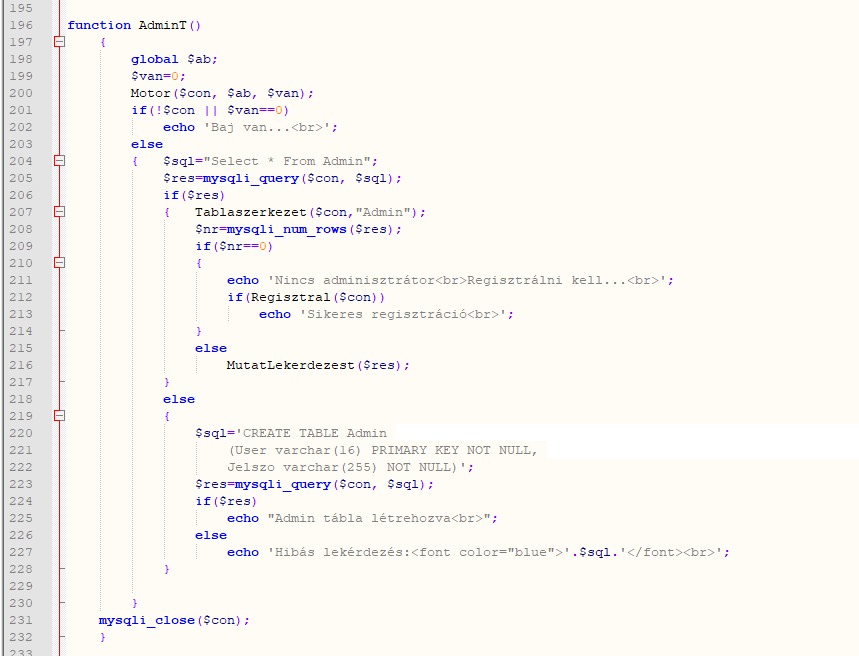 195
196 function AdminT()
197 {
198 global $ab;
199 $van=0;
200 Motor($con, $ab, $van);
201 if(!$con || $van==0)
202 echo 'Baj van...<br>';
203 else
204 { $sql="Select * From Admin";
205 $res=mysqli_query($con, $sql);
206 if($res)
207 { Tablaszerkezet($con,"Admin");
208 $nr=mysqli_num_rows($res);
209 if($nr==0)
210 {
211 echo 'Nincs adminisztrátor<br>Regisztrálni kell...<br>';
212 if(Regisztral($con))
213 echo 'Sikeres regisztráció<br>';
214 }
215 else
216 MutatLekerdezest($res);
217 }
218 else
219 {
220 $sql='CREATE TABLE Admin
221 (User varchar(16) PRIMARY KEY NOT NULL,
222 Jelszo varchar(255) NOT NULL)';
223 $res=mysqli_query($con, $sql);
224 if($res)
225 echo "Admin tábla létrehozva<br>";
226 else
227 echo 'Hibás lekérdezés:<font color="blue">'.$sql.'</font><br>';
228 }
229
230 }
231 mysqli_close($con);
232 }
233